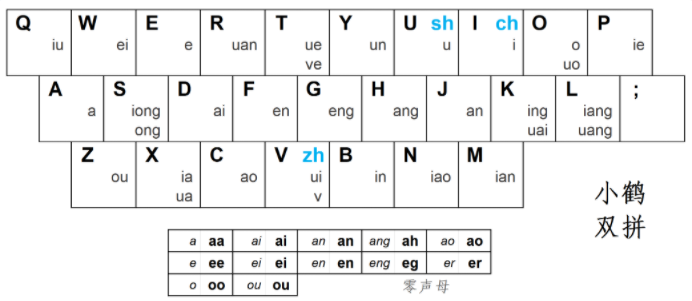 Q W E R T Y U sh I ch O P
iu ei e uan ue un u i o ie
ve uo
A S D F G H J K L ;
a iong ai en eng ang an ing iang
ong uai uang
Z X C V zh B N M
ou ia ao ui in iao ian
ua v
小鹤
双拼
a aa ai ai an an ang ah ao ao
e ee ei ei en en eng eg er er
o oo ou ou 零声母